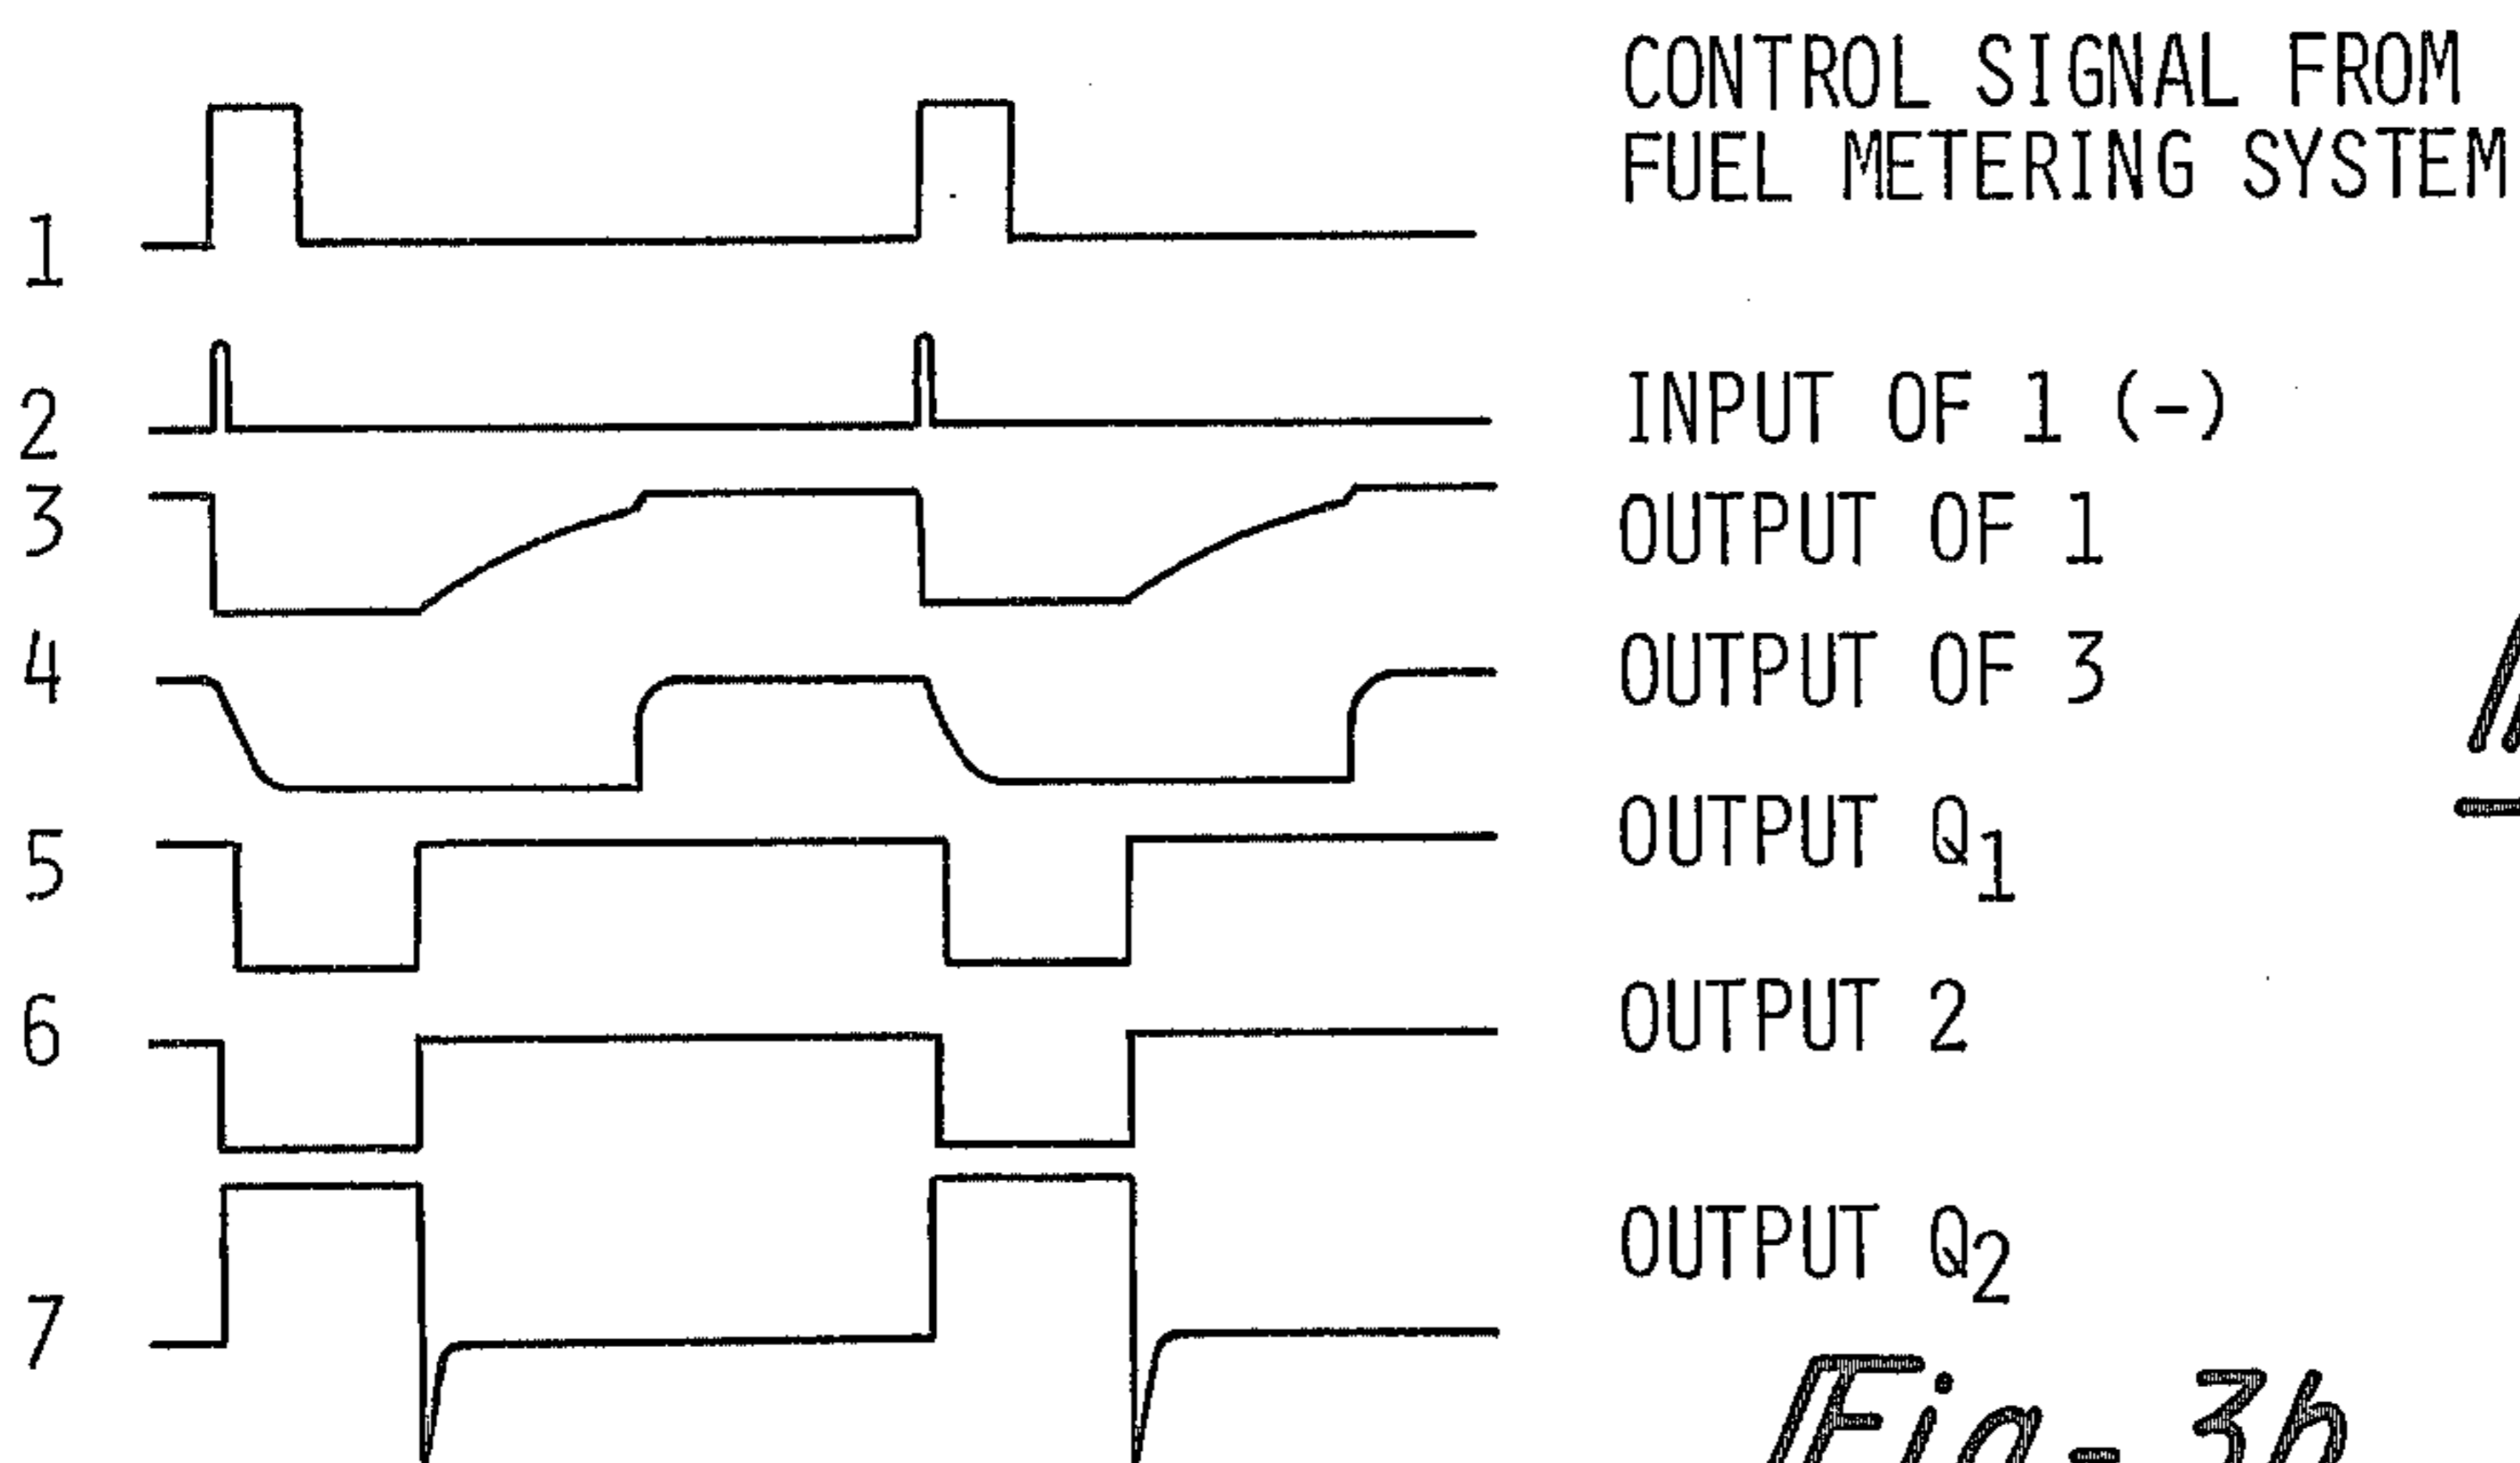 CONTROL SIGNAL FROM
FUEL METERING SYSTEM
1
2 INPUT OF 1 (-)
3 OUTPUT OF 1
4 OUTPUT OF 3
5 OUTPUT Q1
6 OUTPUT 2
7 OUTPUT Q2
Fig-3b